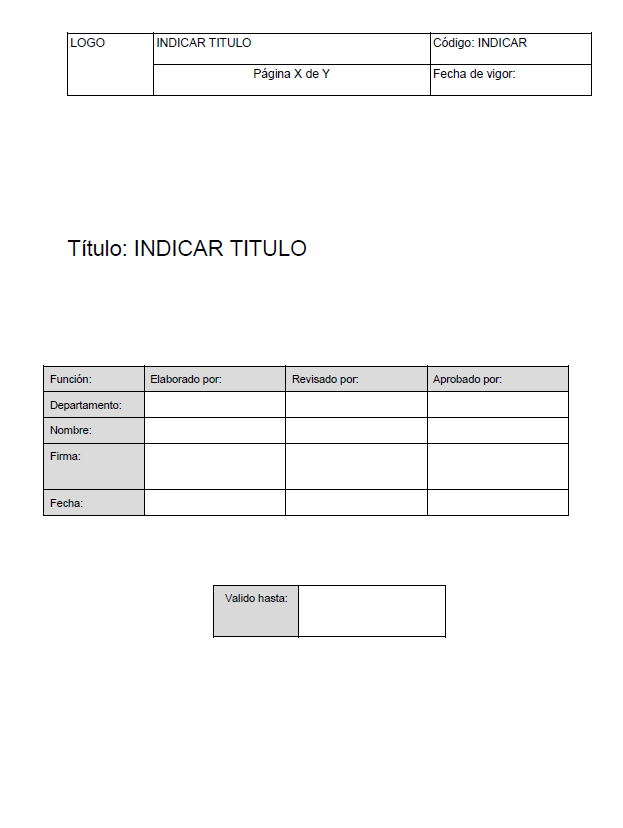 LOGO
INDICAR TITULO
Código: INDICAR
Página X de Y
Fecha de vigor:
Título: INDICAR TITULO
Función:
Elaborado por:
Revisado por:
Aprobado por:
Departamento:
Nombre:
Firma:
Fecha:
Valido hasta: